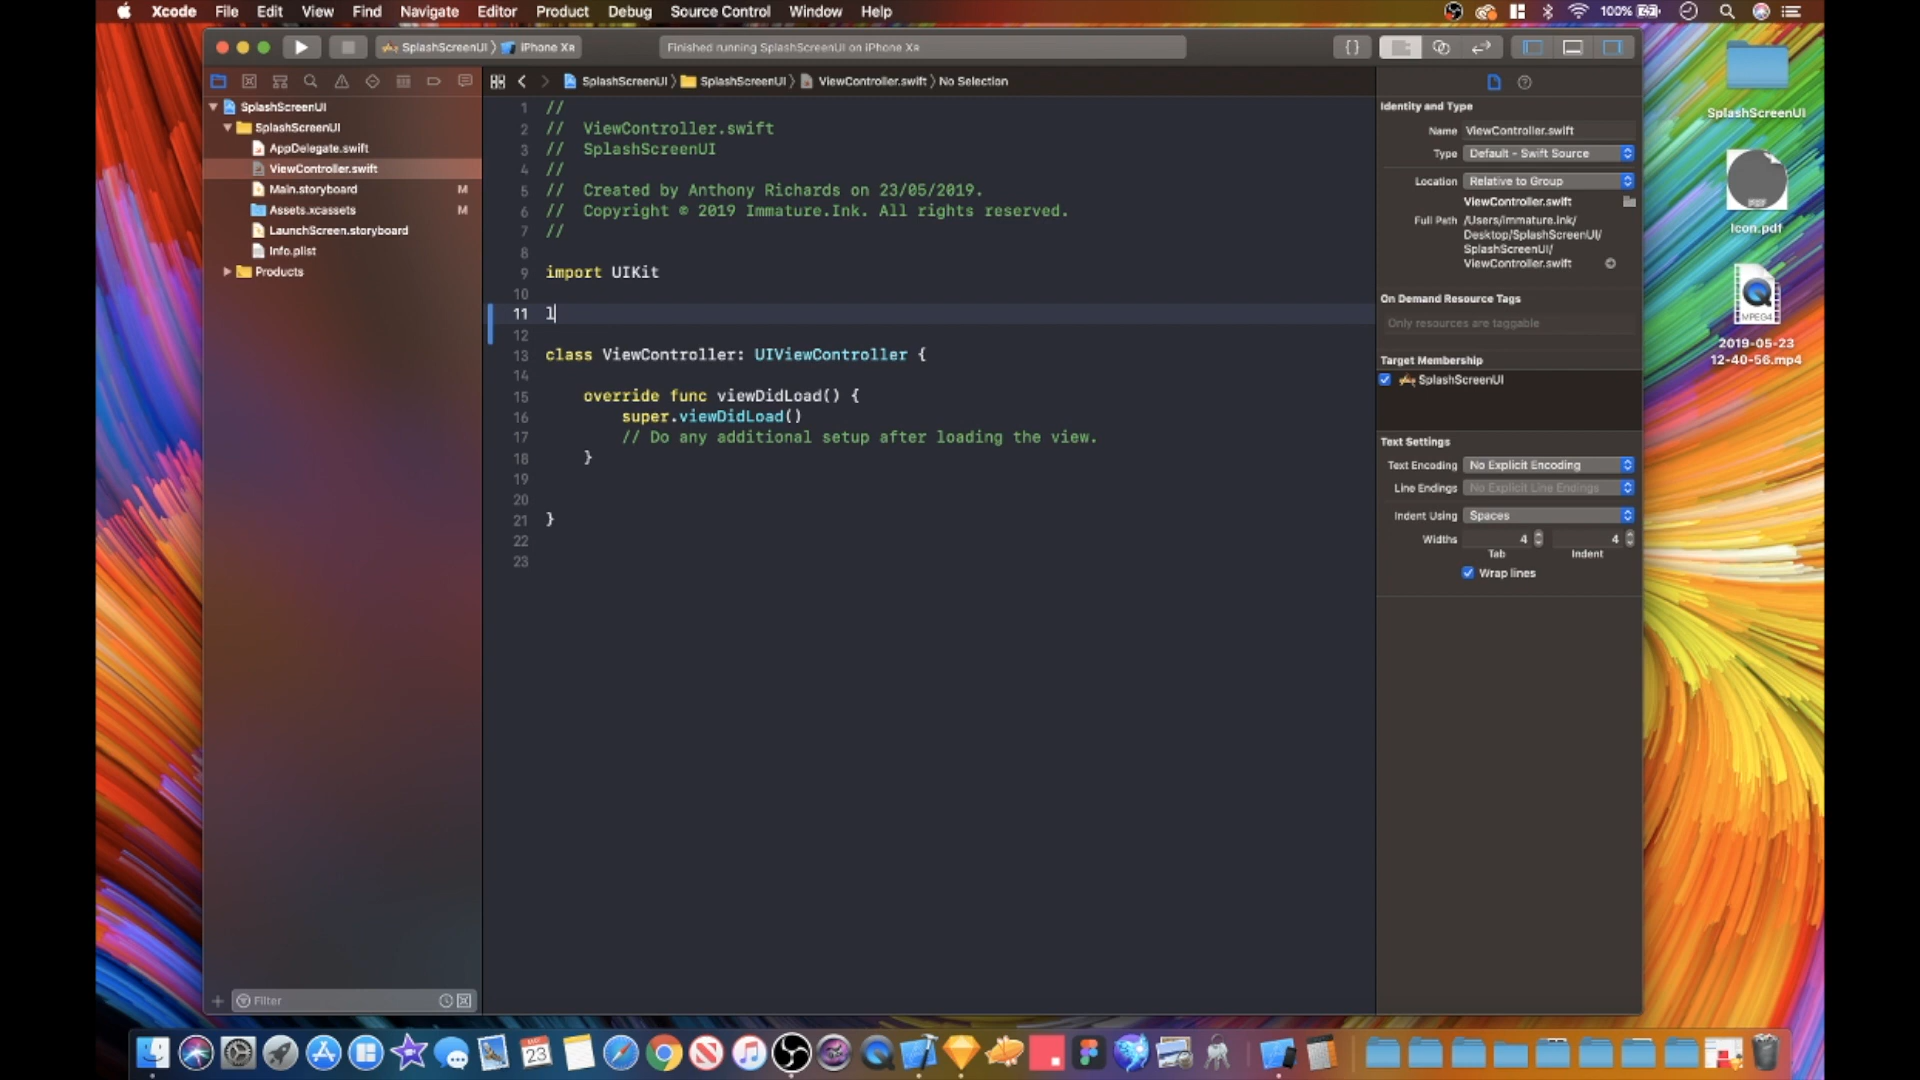 Xcode File Edit View Find Navigate Editor Product Debug Source Control Window Help 100%
SplashScreenUI iPhone XR Finished running SplashScreenUI on iPhone XR {}
SplashScreenUI SplashScreenUI ViewController.swift No Selection
SplashScreenUI
SplashScreenUI
AppDelegate.swift
ViewController.swift
Main.storyboard M
Assets.xcassets M
LaunchScreen.storyboard
Info.plist
Products
Filter
1 //
2 // ViewController.swift
3 // SplashScreenUI
4 //
5 // Created by Anthony Richards on 23/05/2019.
6 // Copyright © 2019 Immature.Ink. All rights reserved.
7 //
8
9 import UIKit
10
11 l
12
13 class ViewController: UIViewController {
14
15 override func viewDidLoad() {
16 super.viewDidLoad()
17 // Do any additional setup after loading the view.
18 }
19
20
21 }
22
23
Identity and Type
Name ViewController.swift
Type Default - Swift Source
Location Relative to Group
ViewController.swift
Full Path /Users/immature.ink/
Desktop/SplashScreenUI/
SplashScreenUI/
ViewController.swift
On Demand Resource Tags
Only resources are taggable
Target Membership
SplashScreenUI
Text Settings
Text Encoding No Explicit Encoding
Line Endings No Explicit Line Endings
Indent Using Spaces
Widths 4 4
Tab Indent
Wrap lines
SplashScreenUI
PDF
Icon.pdf
MPEG4
2019-05-23
12-40-56.mp4
23